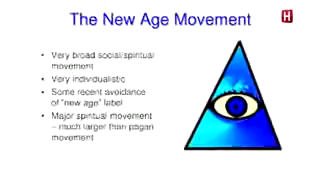 The New Age Movement
H
• Very broad social/spiritual
movement
• Very individualistic
• Some recent avoidance
of "new age" label
• Major spiritual movement
– much larger than pagan
movement